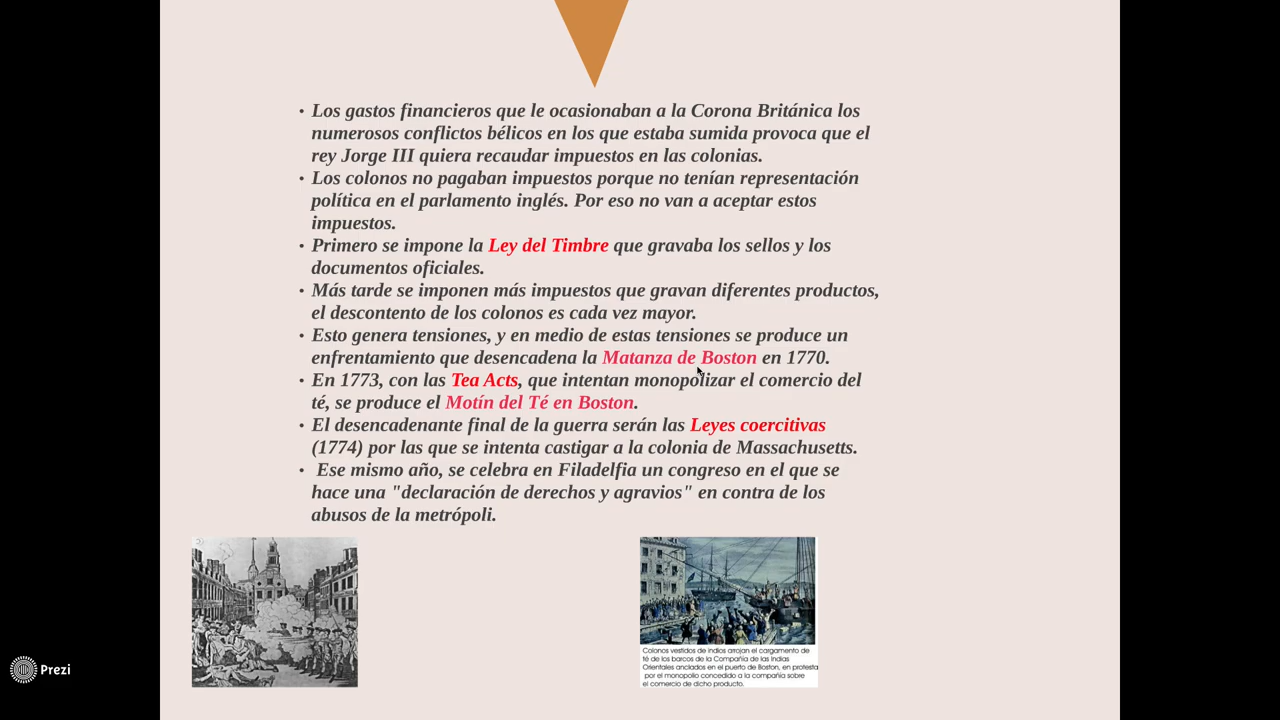 • Los gastos financieros que le ocasionaban a la Corona Británica los
numerosos conflictos bélicos en los que estaba sumida provoca que el
rey Jorge III quiera recaudar impuestos en las colonias.
• Los colonos no pagaban impuestos porque no tenían representación
política en el parlamento inglés. Por eso no van a aceptar estos
impuestos.
• Primero se impone la Ley del Timbre que gravaba los sellos y los
documentos oficiales.
• Más tarde se imponen más impuestos que gravan diferentes productos,
el descontento de los colonos es cada vez mayor.
• Esto genera tensiones, y en medio de estas tensiones se produce un
enfrentamiento que desencadena la Matanza de Boston en 1770.
• En 1773, con las Tea Acts, que intentan monopolizar el comercio del
té, se produce el Motín del Té en Boston.
• El desencadenante final de la guerra serán las Leyes coercitivas
(1774) por las que se intenta castigar a la colonia de Massachusetts.
• Ese mismo año, se celebra en Filadelfia un congreso en el que se
hace una "declaración de derechos y agravios" en contra de los
abusos de la metrópoli.
Colonos vestidos de indios arrojan el cargamento de
té de los barcos de la Compañía de las Indias
Orientales anclados en el puerto de Boston, en protesta
por el monopolio concedido a la compañía sobre
el comercio de dicho producto.
Prezi